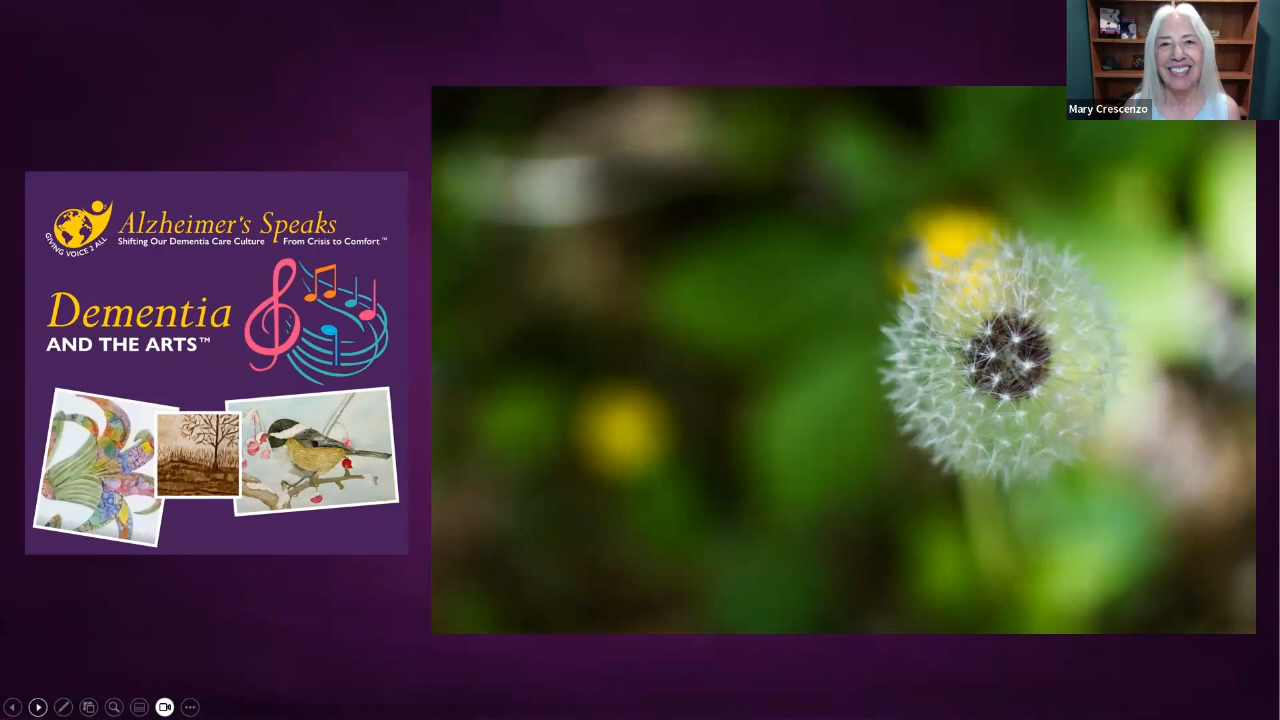 Mary Crescenzo
Alzheimer's Speaks
Shifting Our Dementia Care Culture From Crisis to Comfort™
GIVING VOICE 2 ALL
Dementia
AND THE ARTS™